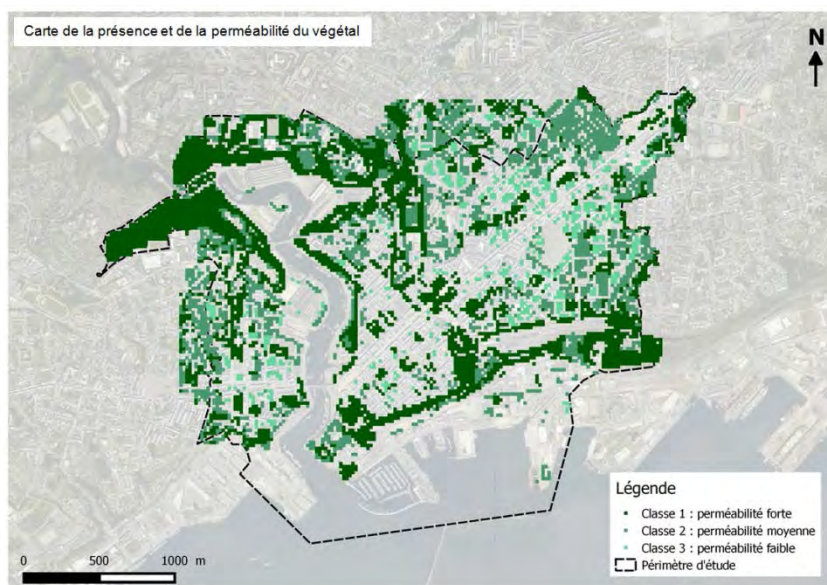 Carte de la présence et de la perméabilité du végétal
N
Légende
Classe 1 : perméabilité forte
Classe 2 : perméabilité moyenne
Classe 3 : perméabilité faible
Périmètre d'étude
0 500 1000 m